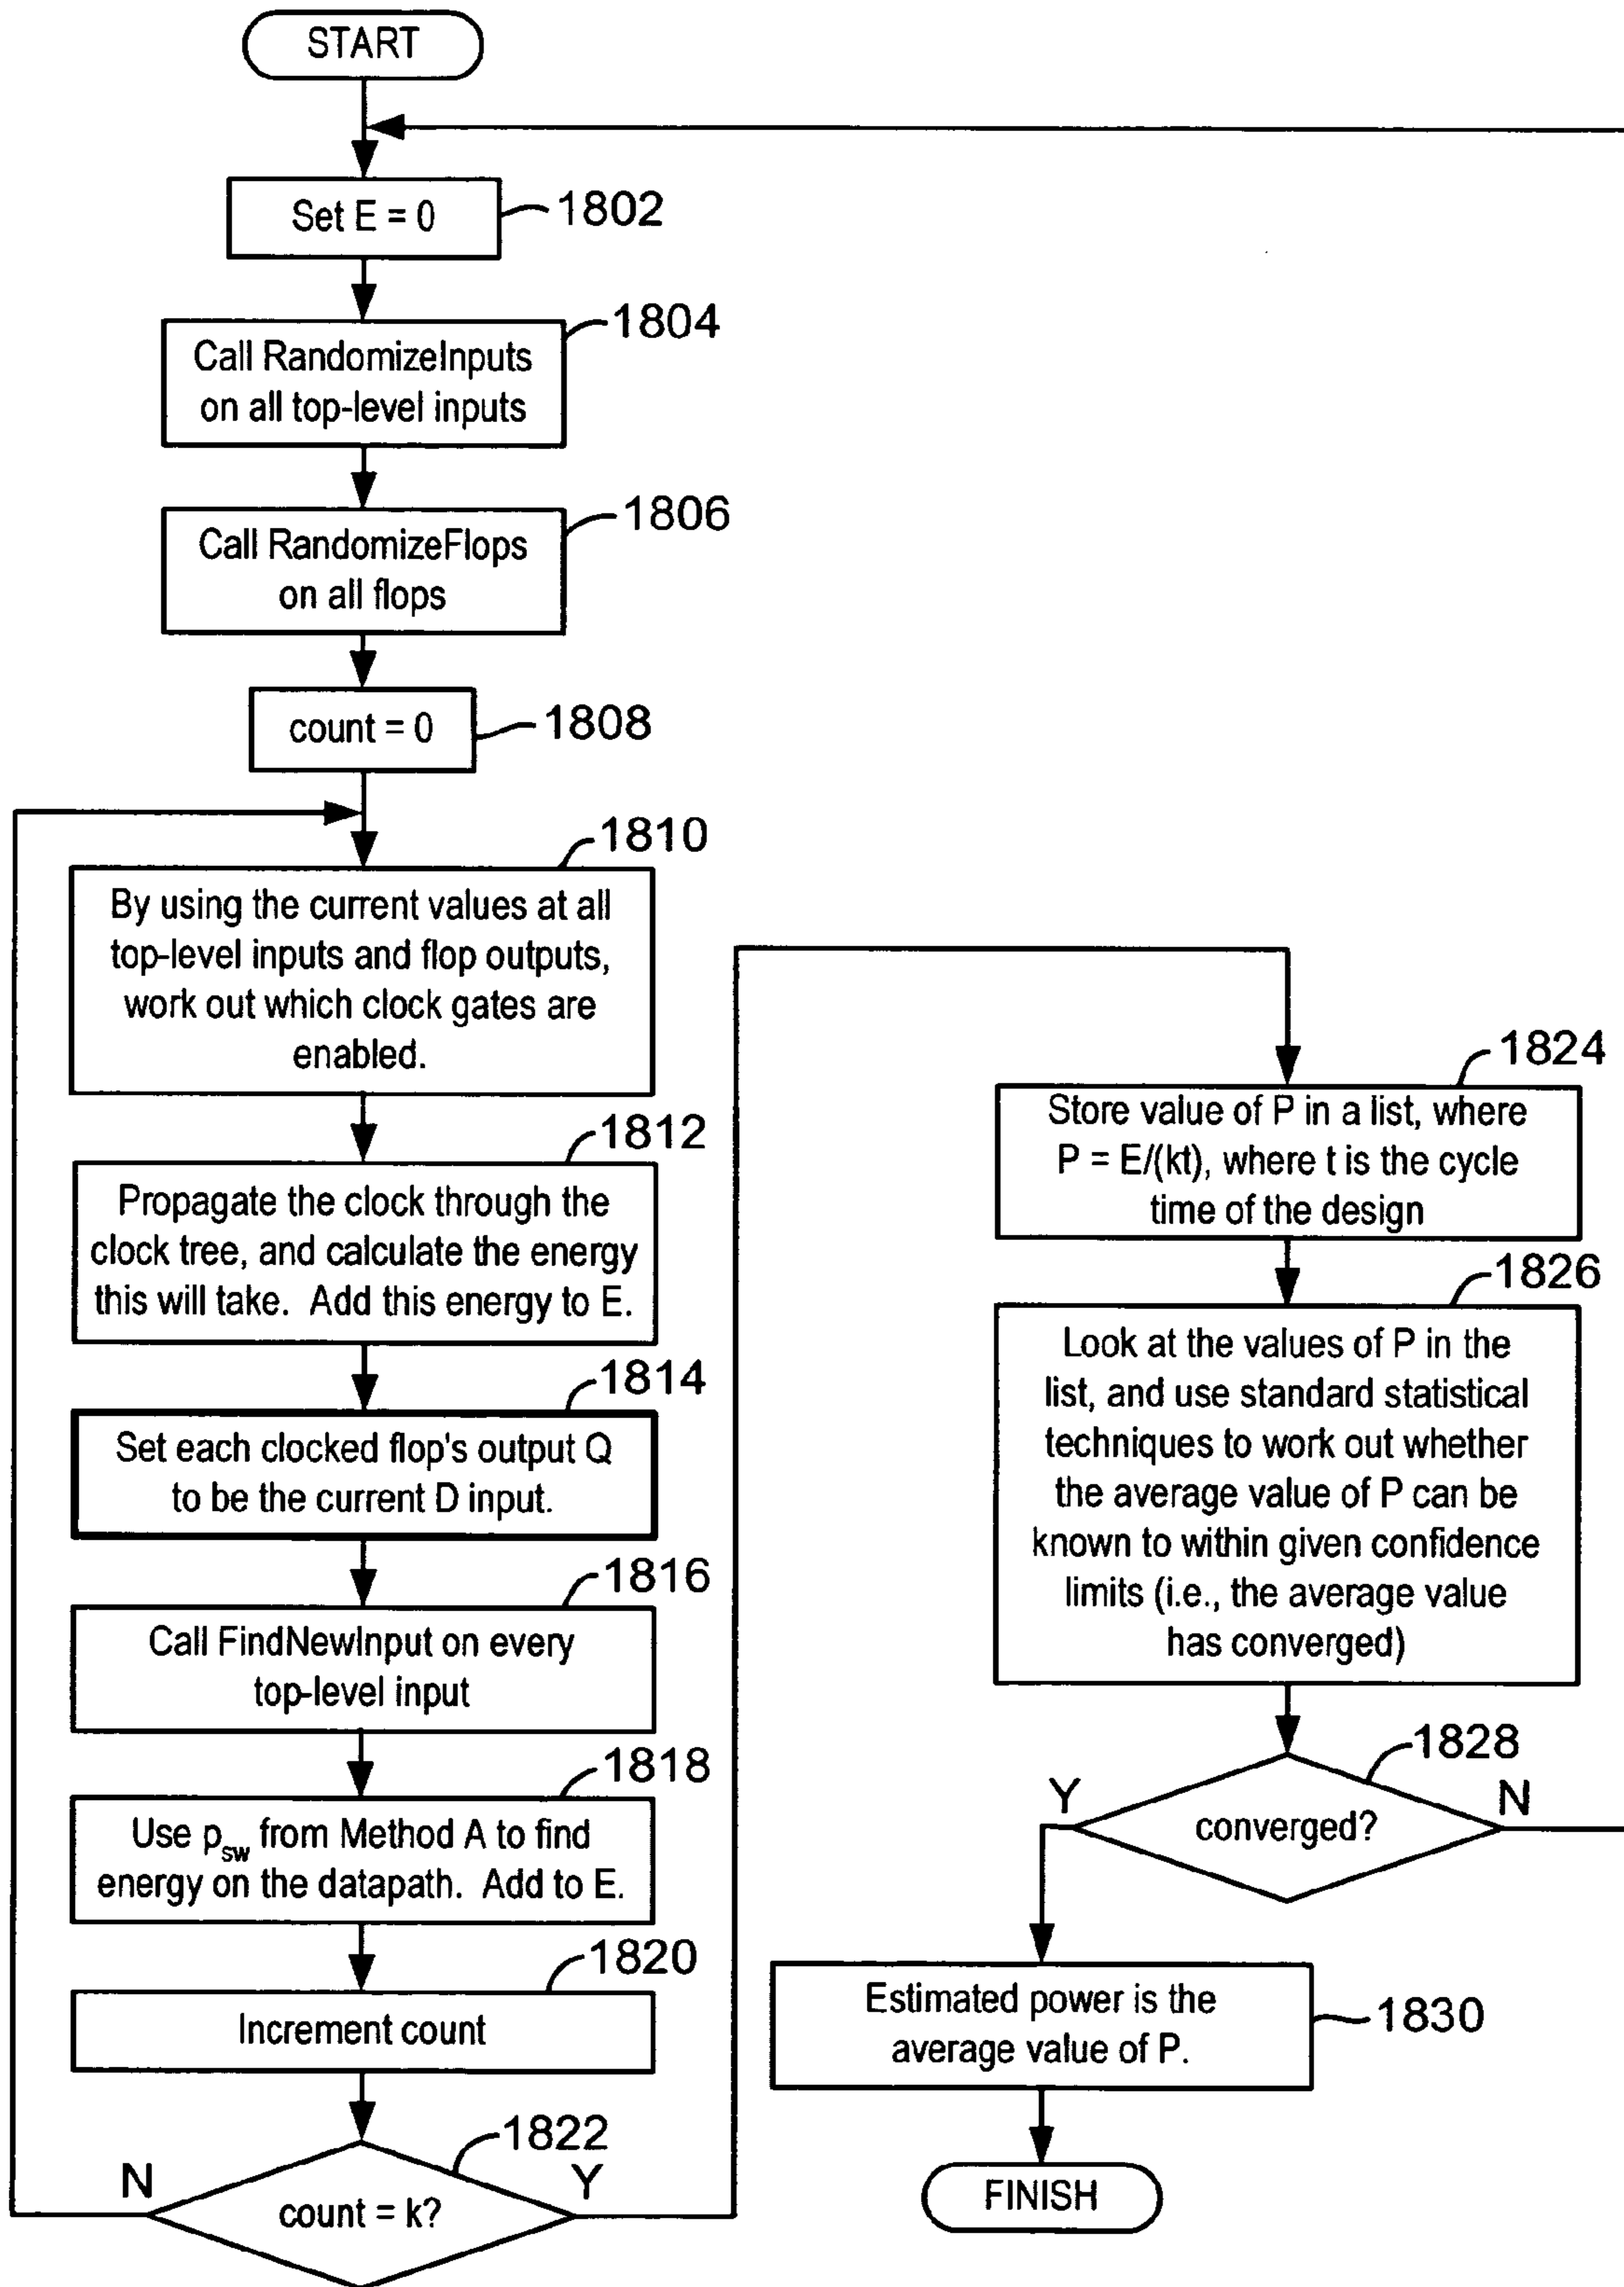 START
Set E = 0
1802
Call RandomizeInputs
on all top-level inputs
1804
Call RandomizeFlops
on all flops
1806
count = 0
1808
1810
By using the current values at all
top-level inputs and flop outputs,
work out which clock gates are
enabled.
1812
Propagate the clock through the
clock tree, and calculate the energy
this will take. Add this energy to E.
1814
Set each clocked flop's output Q
to be the current D input.
1816
Call FindNewInput on every
top-level input
1818
Use psw from Method A to find
energy on the datapath. Add to E.
1820
Increment count
1822
N
Y
count = k?
1824
Store value of P in a list, where
P = E/(kt), where t is the cycle
time of the design
1826
Look at the values of P in the
list, and use standard statistical
techniques to work out whether
the average value of P can be
known to within given confidence
limits (i.e., the average value
has converged)
1828
Y
N
converged?
Estimated power is the
average value of P.
1830
FINISH